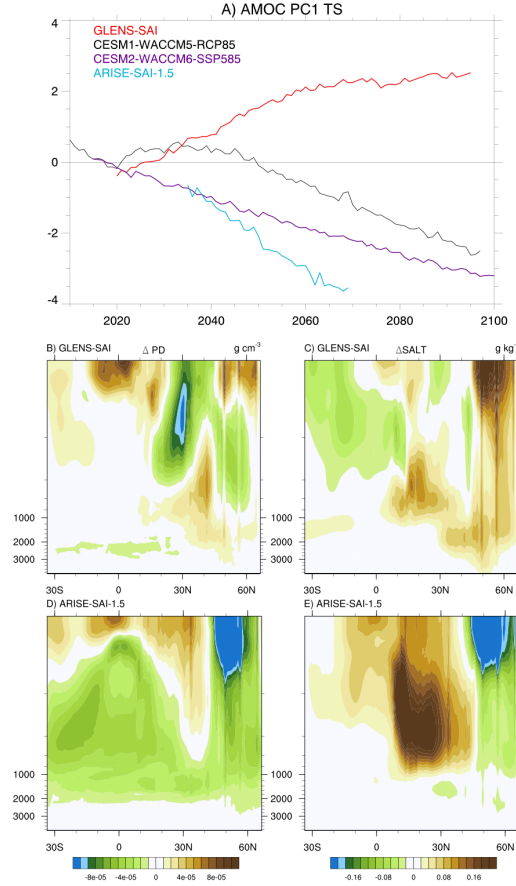 A) AMOC PC1 TS
4
GLENS-SAI
CESM1-WACCM5-RCP85
CESM2-WACCM6-SSP585
ARISE-SAI-1.5
2
0
-2
-4
2020 2040 2060 2080 2100
B) GLENS-SAI Δ PD g cm⁻³
C) GLENS-SAI ΔSALT g kg
1000 1000
2000 2000
3000 3000
30S 0 30N 60N 30S 0 30N 60N
D) ARISE-SAI-1.5 E) ARISE-SAI-1.5
1000 1000
2000 2000
3000 3000
30S 0 30N 60N 30S 0 30N 60N
-8e-05 -4e-05 0 4e-05 8e-05 -0.16 -0.08 0 0.08 0.16